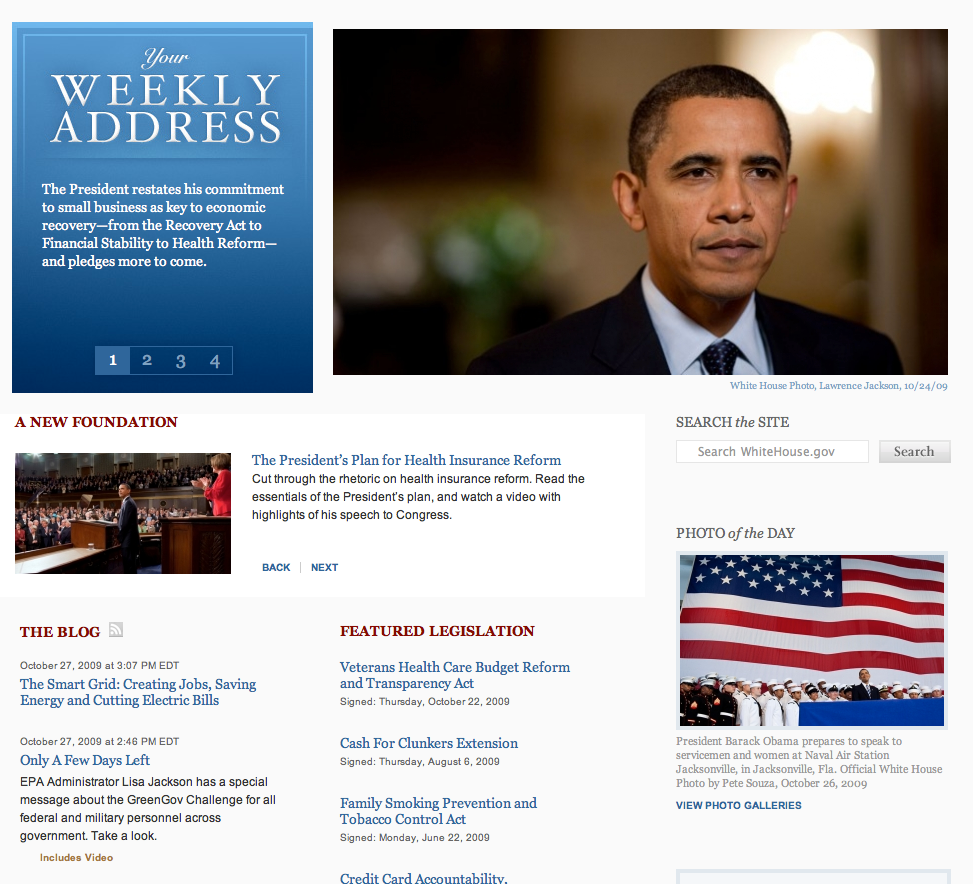 Your
WEEKLY
ADDRESS
The President restates his commitment
to small business as key to economic
recovery—from the Recovery Act to
Financial Stability to Health Reform—
and pledges more to come.
1 2 3 4
White House Photo, Lawrence Jackson, 10/24/09
A NEW FOUNDATION
The President's Plan for Health Insurance Reform
Cut through the rhetoric on health insurance reform. Read the
essentials of the President's plan, and watch a video with
highlights of his speech to Congress.
BACK | NEXT
SEARCH the SITE
Search WhiteHouse.gov
Search
PHOTO of the DAY
President Barack Obama prepares to speak to
servicemen and women at Naval Air Station
Jacksonville, in Jacksonville, Fla. Official White House
Photo by Pete Souza, October 26, 2009
VIEW PHOTO GALLERIES
THE BLOG
October 27, 2009 at 3:07 PM EDT
The Smart Grid: Creating Jobs, Saving
Energy and Cutting Electric Bills
October 27, 2009 at 2:46 PM EDT
Only A Few Days Left
EPA Administrator Lisa Jackson has a special
message about the GreenGov Challenge for all
federal and military personnel across
government. Take a look.
Includes Video
FEATURED LEGISLATION
Veterans Health Care Budget Reform
and Transparency Act
Signed: Thursday, October 22, 2009
Cash For Clunkers Extension
Signed: Thursday, August 6, 2009
Family Smoking Prevention and
Tobacco Control Act
Signed: Monday, June 22, 2009
Credit Card Accountability,